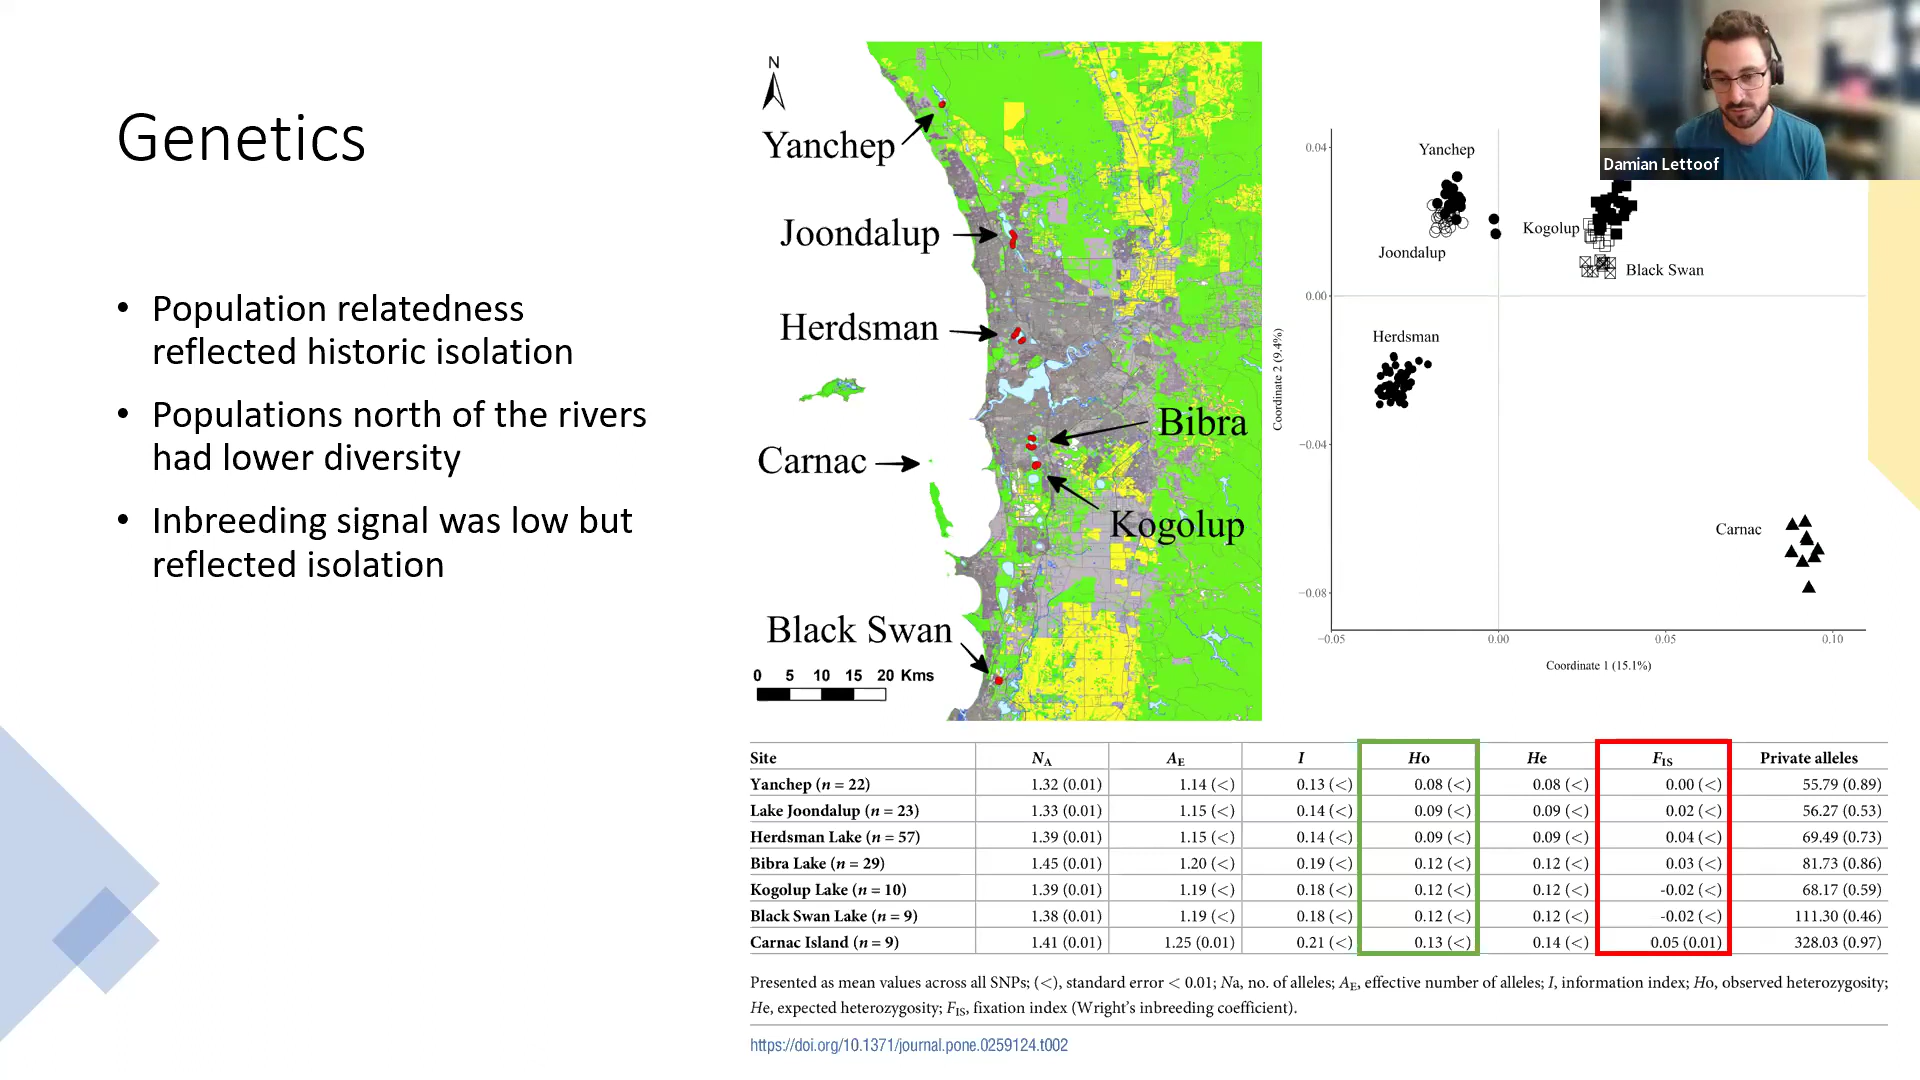 Genetics
• Population relatedness
reflected historic isolation
• Populations north of the rivers
had lower diversity
• Inbreeding signal was low but
reflected isolation
N
Yanchep
Joondalup
Herdsman
Bibra
Carnac
Kogolup
Black Swan
0 5 10 15 20 Kms
Damian Lettoof
0.04
0.00
−0.04
−0.08
−0.05 0.00 0.05 0.10
Coordinate 2 (9.4%)
Coordinate 1 (15.1%)
Yanchep
Joondalup
Kogolup
Black Swan
Herdsman
Carnac
Site NA AE I Ho He FIS Private alleles
Yanchep (n = 22) 1.32 (0.01) 1.14 (<) 0.13 (<) 0.08 (<) 0.08 (<) 0.00 (<) 55.79 (0.89)
Lake Joondalup (n = 23) 1.33 (0.01) 1.15 (<) 0.14 (<) 0.09 (<) 0.09 (<) 0.02 (<) 56.27 (0.53)
Herdsman Lake (n = 57) 1.39 (0.01) 1.15 (<) 0.14 (<) 0.09 (<) 0.09 (<) 0.04 (<) 69.49 (0.73)
Bibra Lake (n = 29) 1.45 (0.01) 1.20 (<) 0.19 (<) 0.12 (<) 0.12 (<) 0.03 (<) 81.73 (0.86)
Kogolup Lake (n = 10) 1.39 (0.01) 1.19 (<) 0.18 (<) 0.12 (<) 0.12 (<) -0.02 (<) 68.17 (0.59)
Black Swan Lake (n = 9) 1.38 (0.01) 1.19 (<) 0.18 (<) 0.12 (<) 0.12 (<) -0.02 (<) 111.30 (0.46)
Carnac Island (n = 9) 1.41 (0.01) 1.25 (0.01) 0.21 (<) 0.13 (<) 0.14 (<) 0.05 (0.01) 328.03 (0.97)
Presented as mean values across all SNPs; (<), standard error < 0.01; Na, no. of alleles; AE, effective number of alleles; I, information index; Ho, observed heterozygosity;
He, expected heterozygosity; FIS, fixation index (Wright's inbreeding coefficient).
https://doi.org/10.1371/journal.pone.0259124.t002